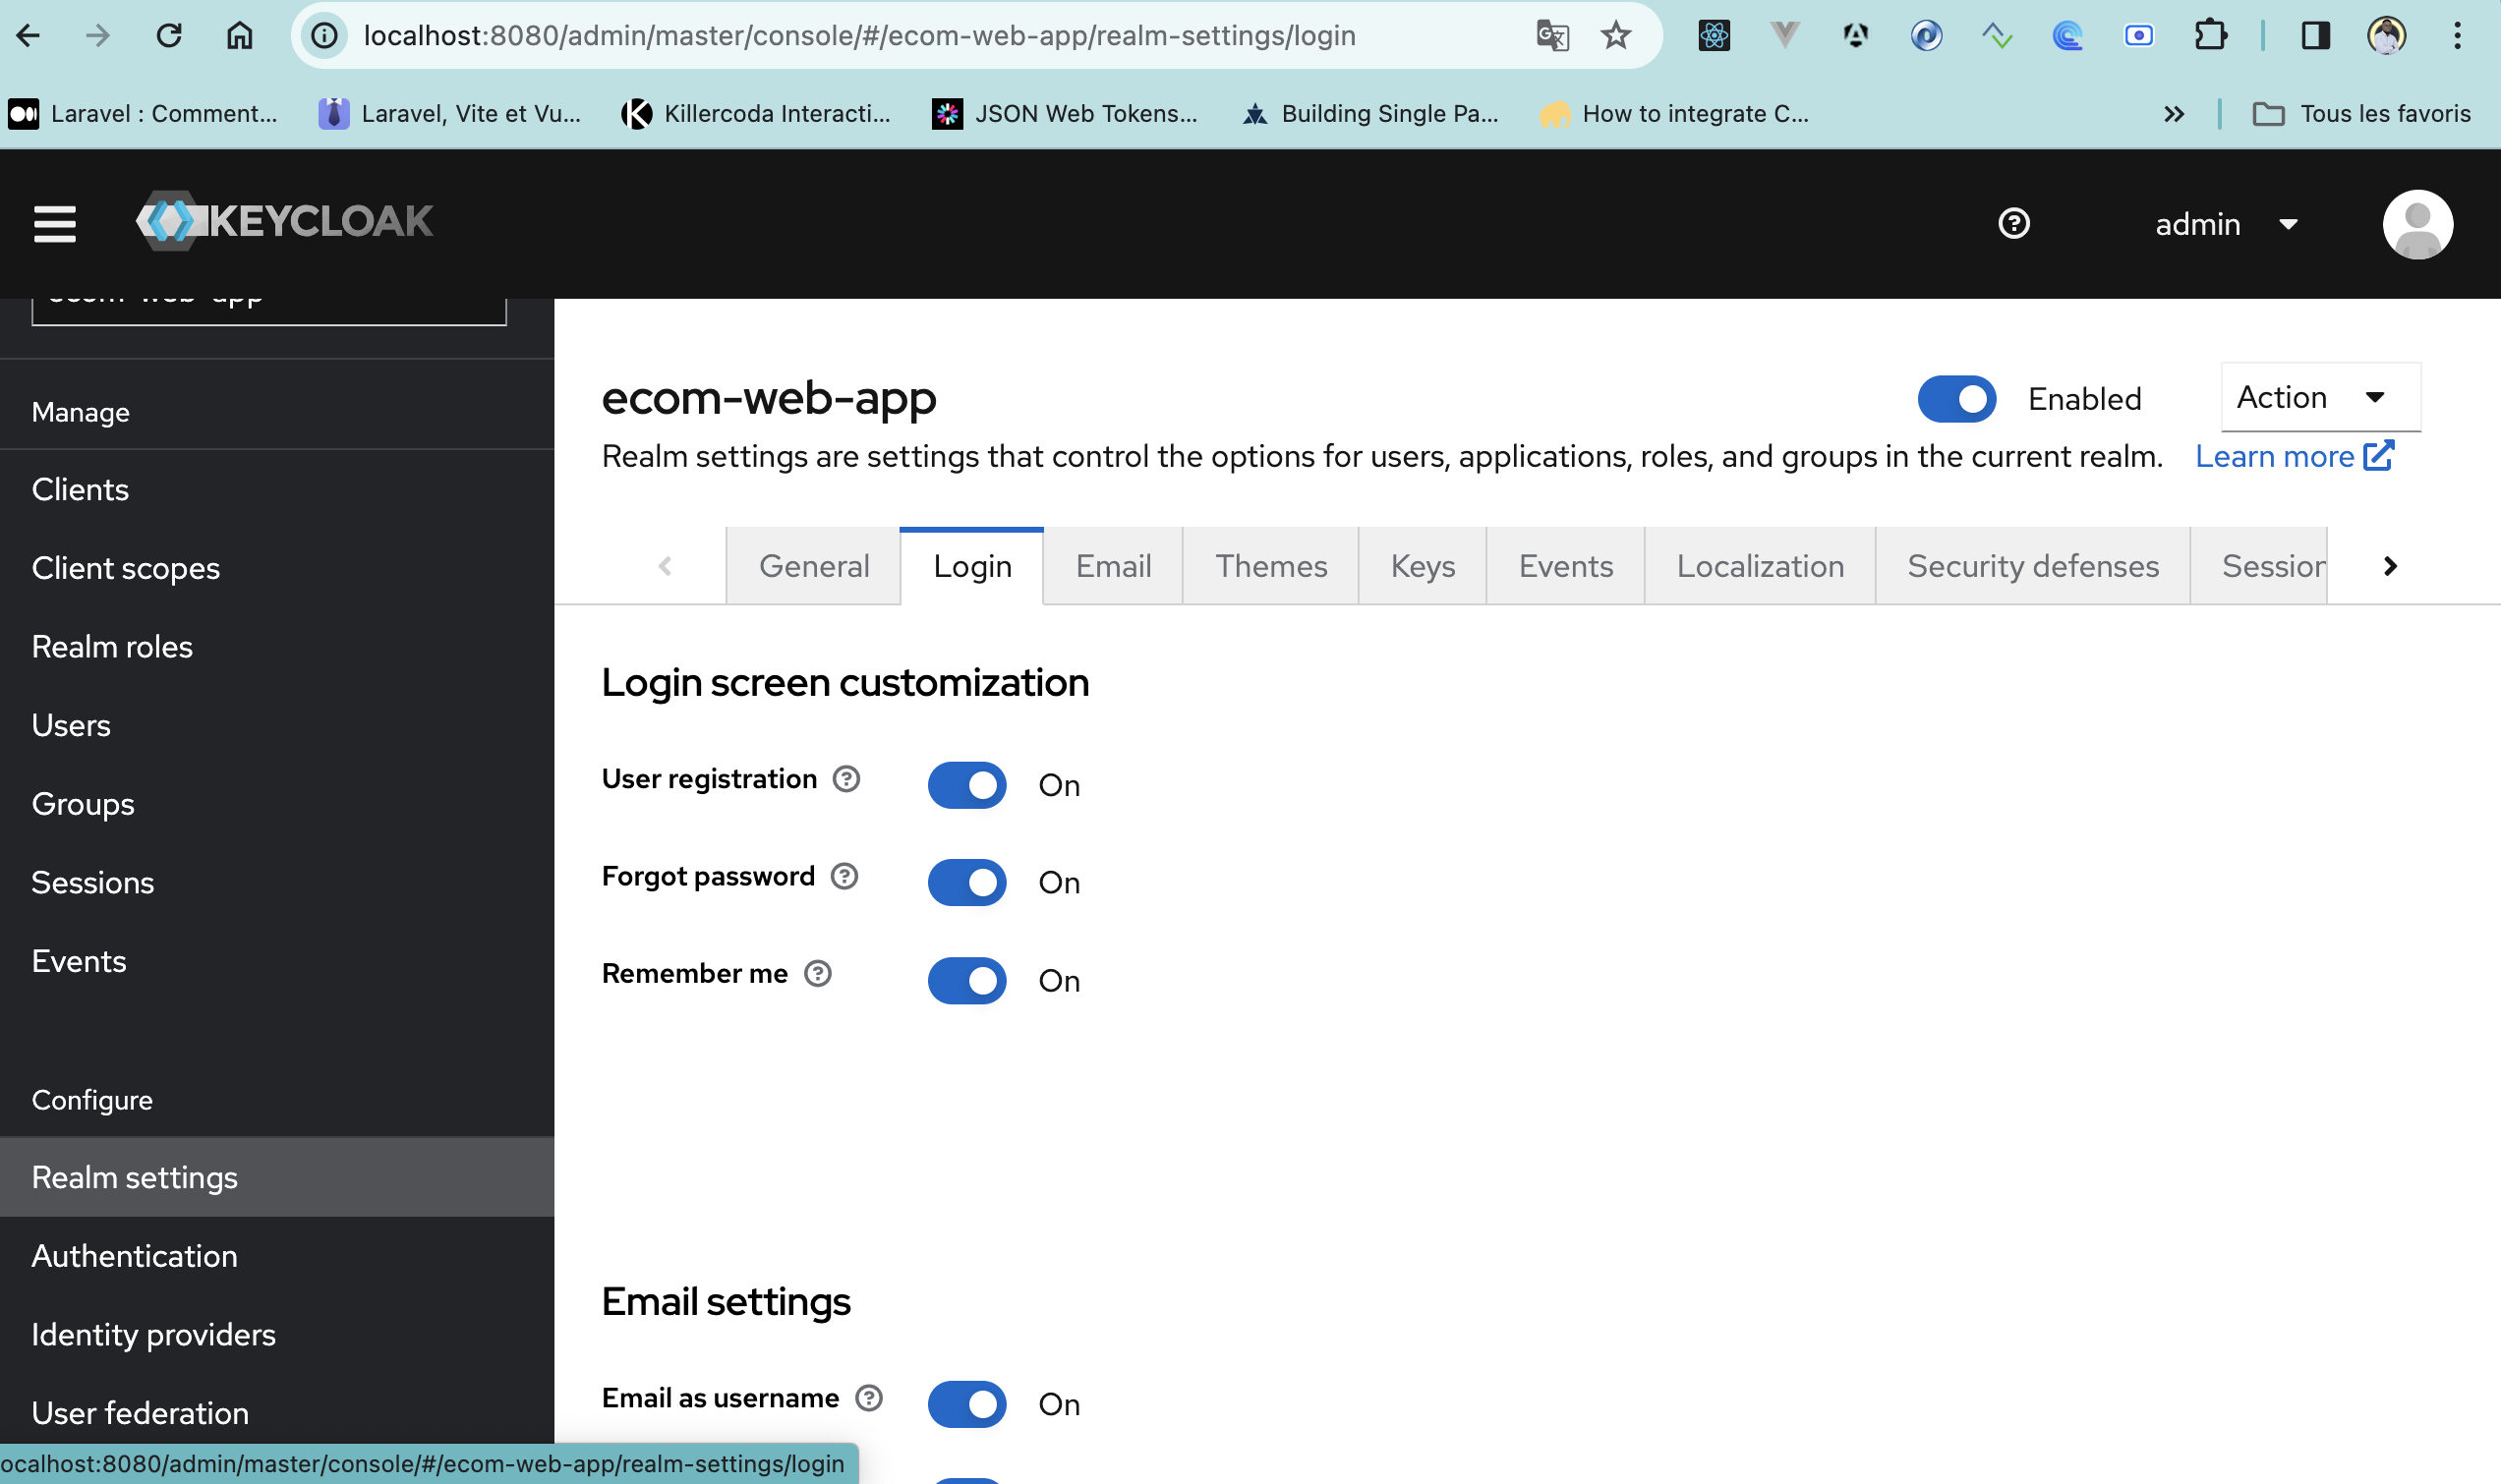 localhost:8080/admin/master/console/#/ecom-web-app/realm-settings/login
Laravel : Comment... Laravel, Vite et Vu... Killercoda Interacti... JSON Web Tokens... Building Single Pa... How to integrate C... Tous les favoris
KEYCLOAK admin
ecom-web-app
Manage
Clients
Client scopes
Realm roles
Users
Groups
Sessions
Events
Configure
Realm settings
Authentication
Identity providers
User federation
ecom-web-app Enabled Action
Realm settings are settings that control the options for users, applications, roles, and groups in the current realm. Learn more
General Login Email Themes Keys Events Localization Security defenses Session
Login screen customization
User registration On
Forgot password On
Remember me On
Email settings
Email as username On
ocalhost:8080/admin/master/console/#/ecom-web-app/realm-settings/login